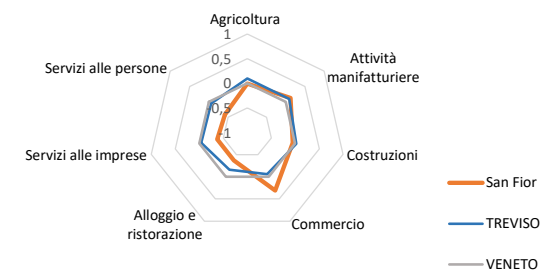 Agricoltura
1
0,5
0
-0,5
-1
Attività
manifatturiere
Costruzioni
Commercio
Alloggio e
ristorazione
Servizi alle imprese
Servizi alle persone
San Fior
TREVISO
VENETO